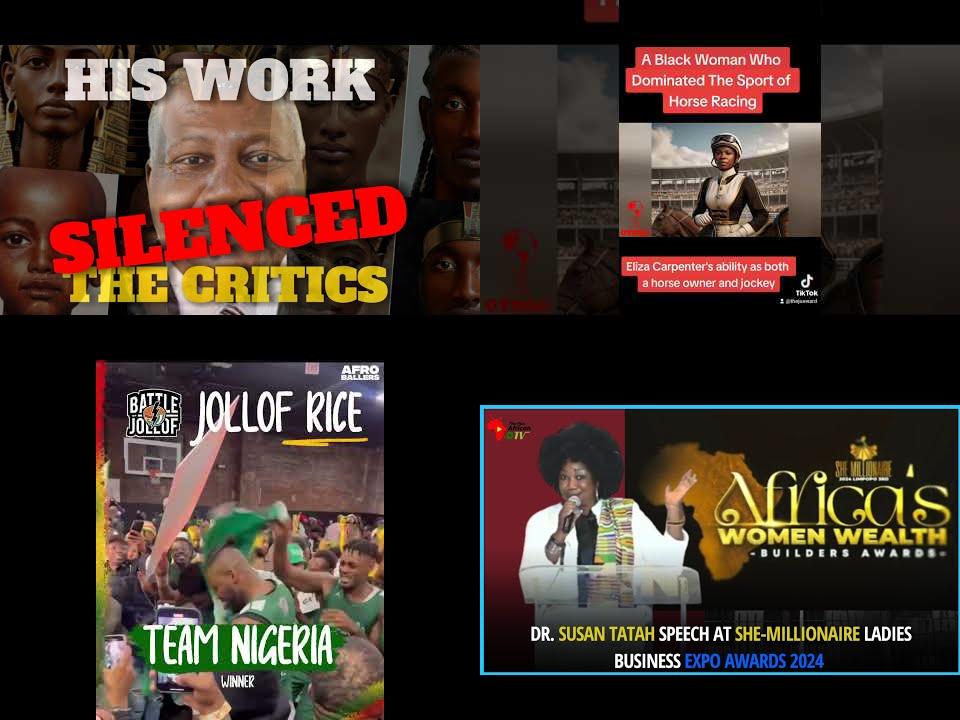 HIS WORK
SILENCED
THE CRITICS
A Black Woman Who
Dominated The Sport of
Horse Racing
Eliza Carpenter's ability as both
a horse owner and jockey
TikTok
AFRO
BALLERS
BATTLE
JOLLOF
JOLLOF RICE
TEAM NIGERIA
WINNER
SHE MILLIONAIRE
Africa's
WOMEN WEALTH
-BUILDERS AWARDS-
DR. SUSAN TATAH SPEECH AT SHE-MILLIONAIRE LADIES
BUSINESS EXPO AWARDS 2024